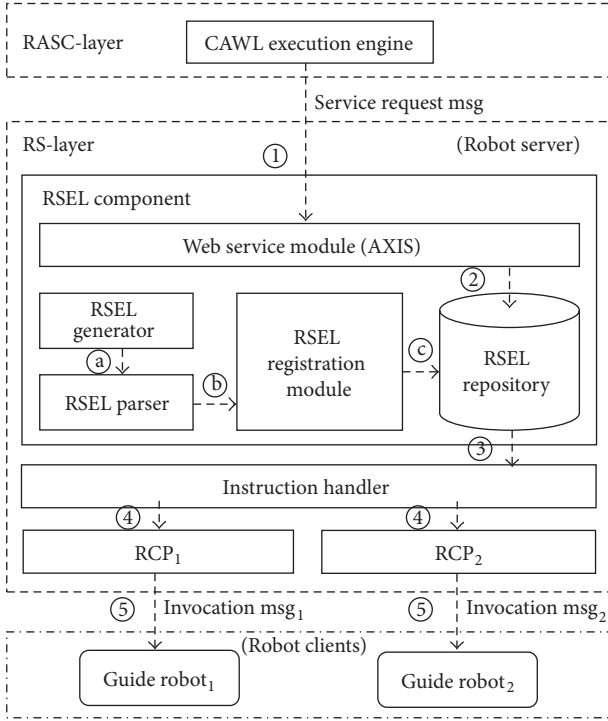 RASC-layer
CAWL execution engine
Service request msg
RS-layer
(Robot server)
1
RSEL component
Web service module (AXIS)
2
RSEL
generator
a
RSEL parser
b
RSEL
registration
module
c
RSEL
repository
3
Instruction handler
4
4
RCP1
RCP2
5
Invocation msg1
5
Invocation msg2
(Robot clients)
Guide robot1
Guide robot2